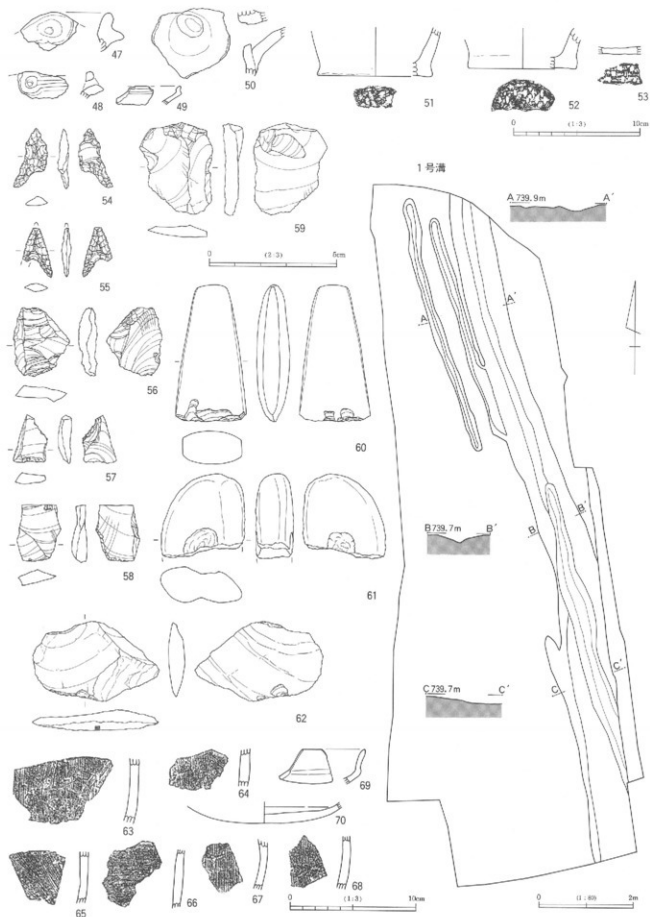 47
48
49
50
51
52
53
0 (1:3) 10cm
54
55
56
57
58
59
0 (2:3) 5cm
60
61
62
63
64
65
66
67
68
69
70
0 (1:3) 10cm
1号溝
A 739.9m A′
A A′
B 739.7m B′
B B′
C 739.7m C′
C C′
0 (1:60) 2m